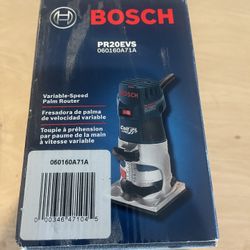 BOSCH
PR20EVS
060160A71A
Variable-Speed
Palm Router
Fresadora de palma
de velocidad variable
Toupie à préhension
par paume de la main
à vitesse variable
Colt
060160A71A
0 00346 47104 5